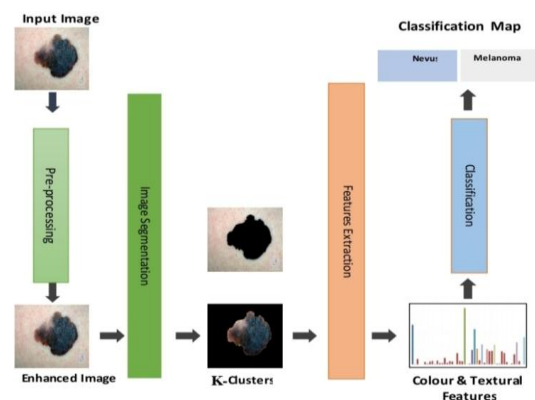 Input Image
Classification Map
Nevus
Melanoma
Pre-processing
Image Segmentation
Features Extraction
Classification
Enhanced Image
K-Clusters
Colour & Textural
Features